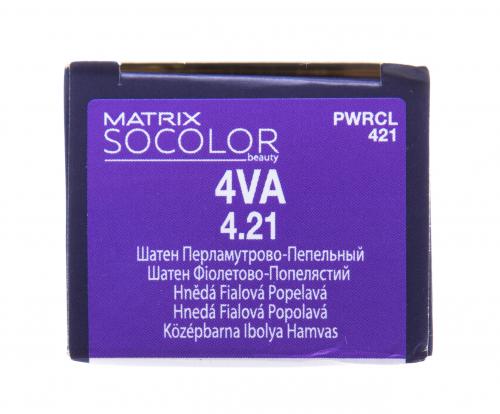 MATRIX
SOCOLOR
beauty
PWRCL
421
4VA
4.21
Шатен Перламутрово-Пепельный
Шатен Фіолетово-Попелястий
Hnědá Fialová Popelavá
Hnedá Fialová Popolavá
Középbarna Ibolya Hamvas